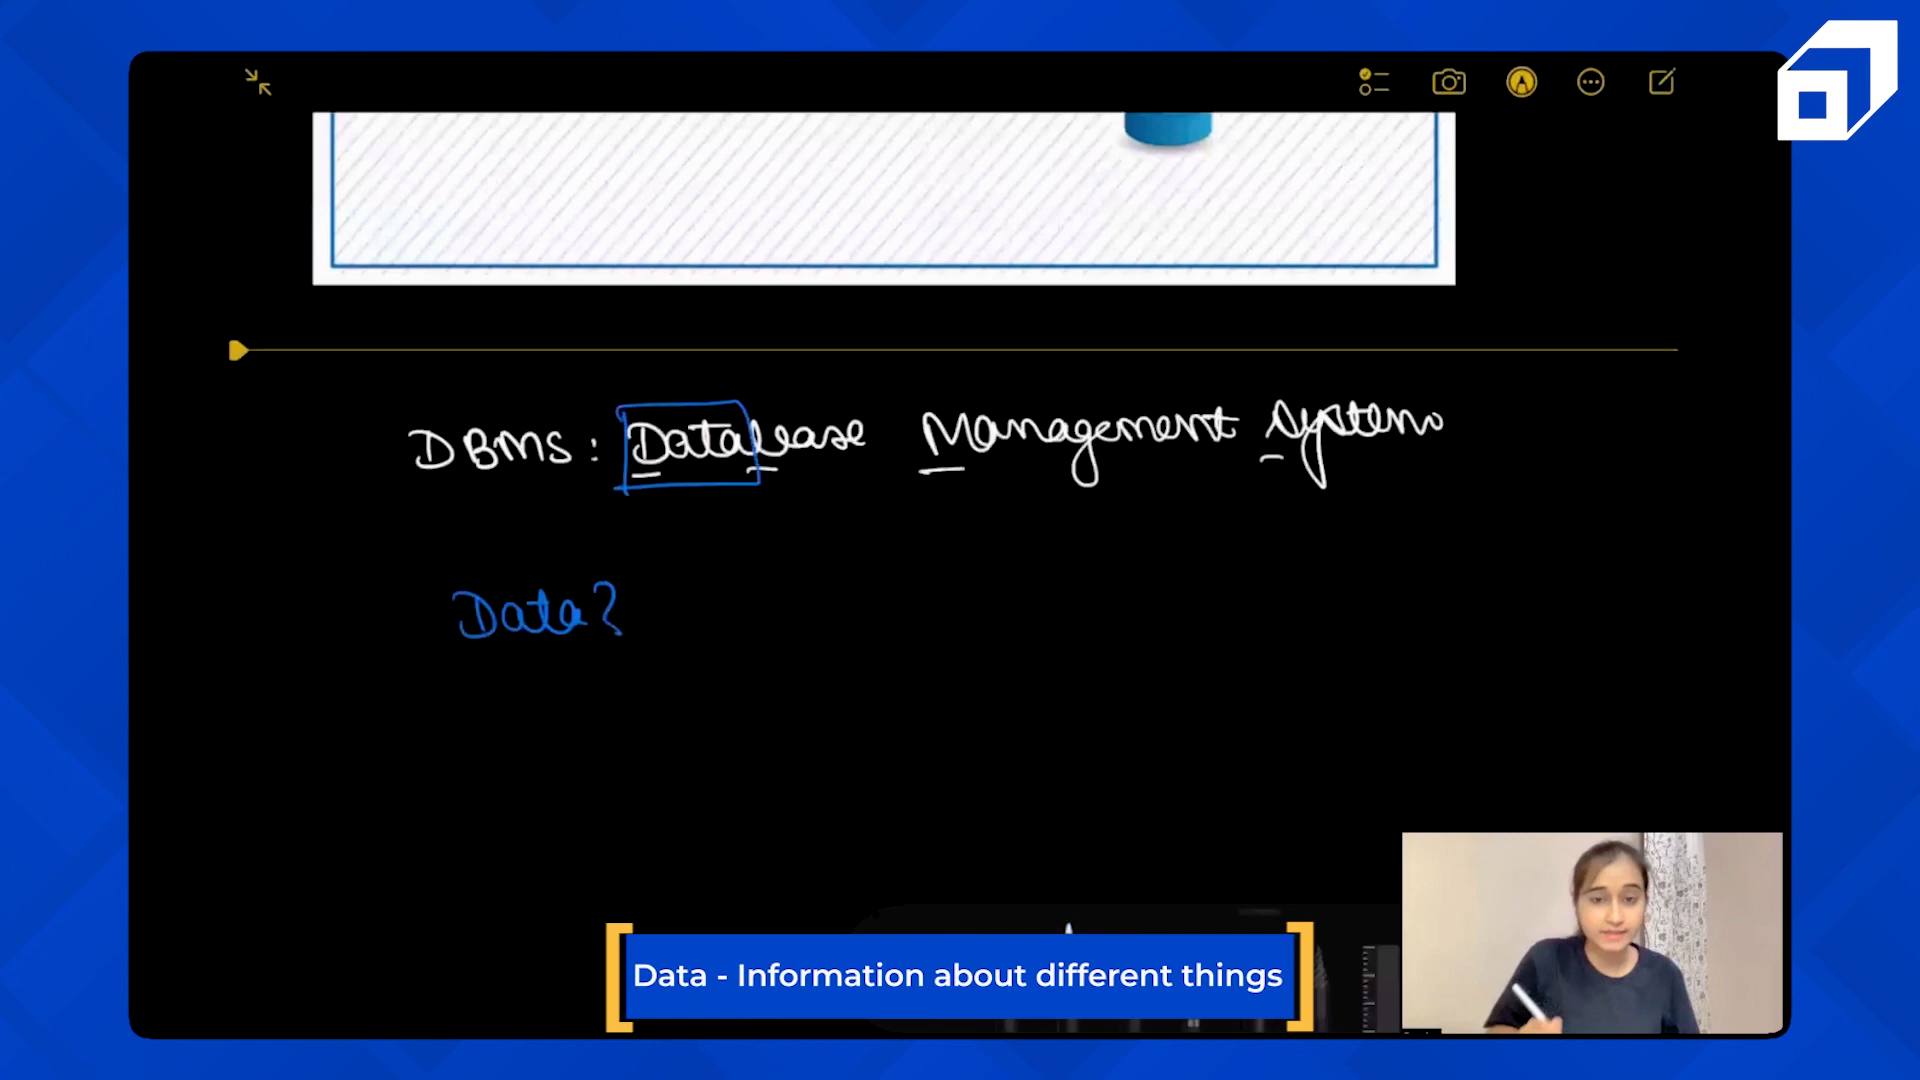 DBMS: Database Management System
Data?
Data - Information about different things